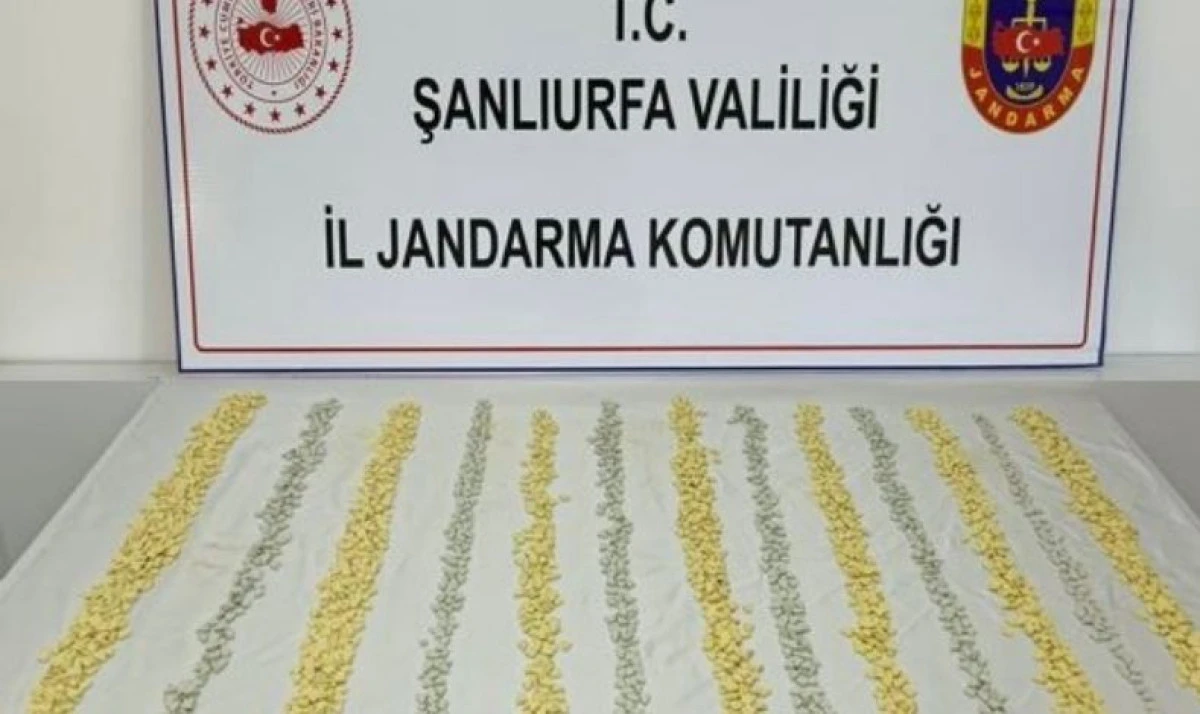 T.C.
ŞANLIURFA VALİLİĞİ
İL JANDARMA KOMUTANLIĞI
JANDARMA